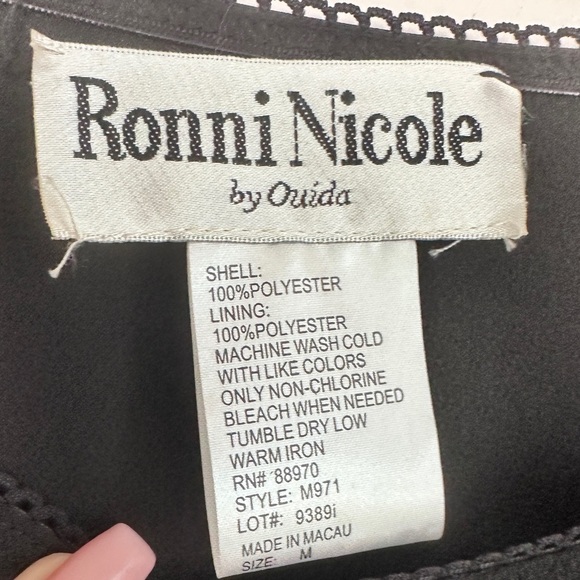 Ronni Nicole
by Ouida
SHELL:
100%POLYESTER
LINING:
100%POLYESTER
MACHINE WASH COLD
WITH LIKE COLORS
ONLY NON-CHLORINE
BLEACH WHEN NEEDED
TUMBLE DRY LOW
WARM IRON
RN# 88970
STYLE: M971
LOT#: 9389i
MADE IN MACAU
SIZE: M